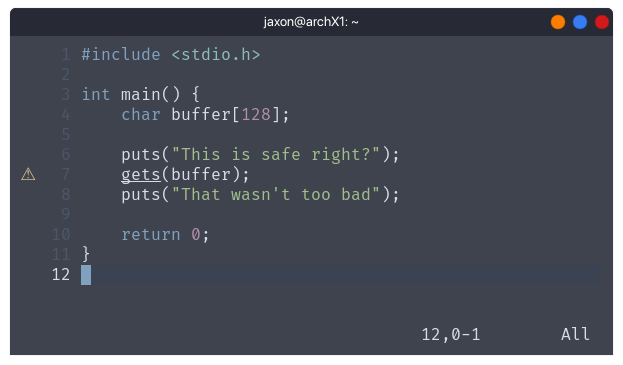 jaxon@archX1: ~
1 #include <stdio.h>
2
3 int main() {
4     char buffer[128];
5
6     puts("This is safe right?");
⚠ 7     gets(buffer);
8     puts("That wasn't too bad");
9
10     return 0;
11 }
12
12,0-1 All